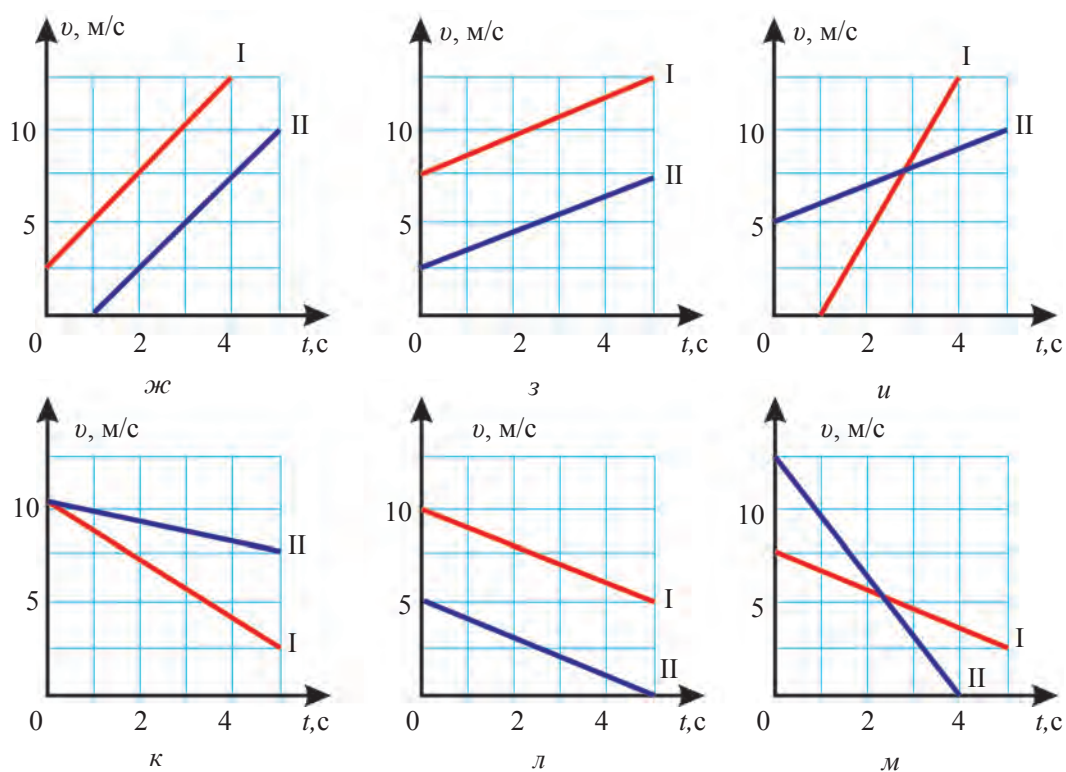 υ, м/с υ, м/с υ, м/с
I I I
10 II 10 10 II
5 5 II 5
0 2 4 t,с 0 2 4 t,с 0 2 4 t,с
ж з и
υ, м/с υ, м/с υ, м/с
10 II 10 10
5 I 5 I 5 I
II II
0 2 4 t,с 0 2 4 t,с 0 2 4 t,с
к л м